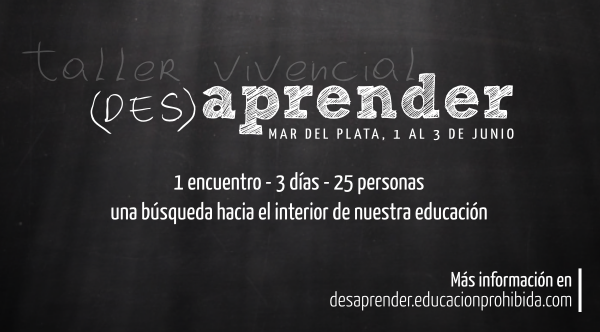 taller vivencial
(DES)aprender
MAR DEL PLATA, 1 AL 3 DE JUNIO
1 encuentro - 3 días - 25 personas
una búsqueda hacia el interior de nuestra educación
Más información en
desaprender.educacionprohibida.com